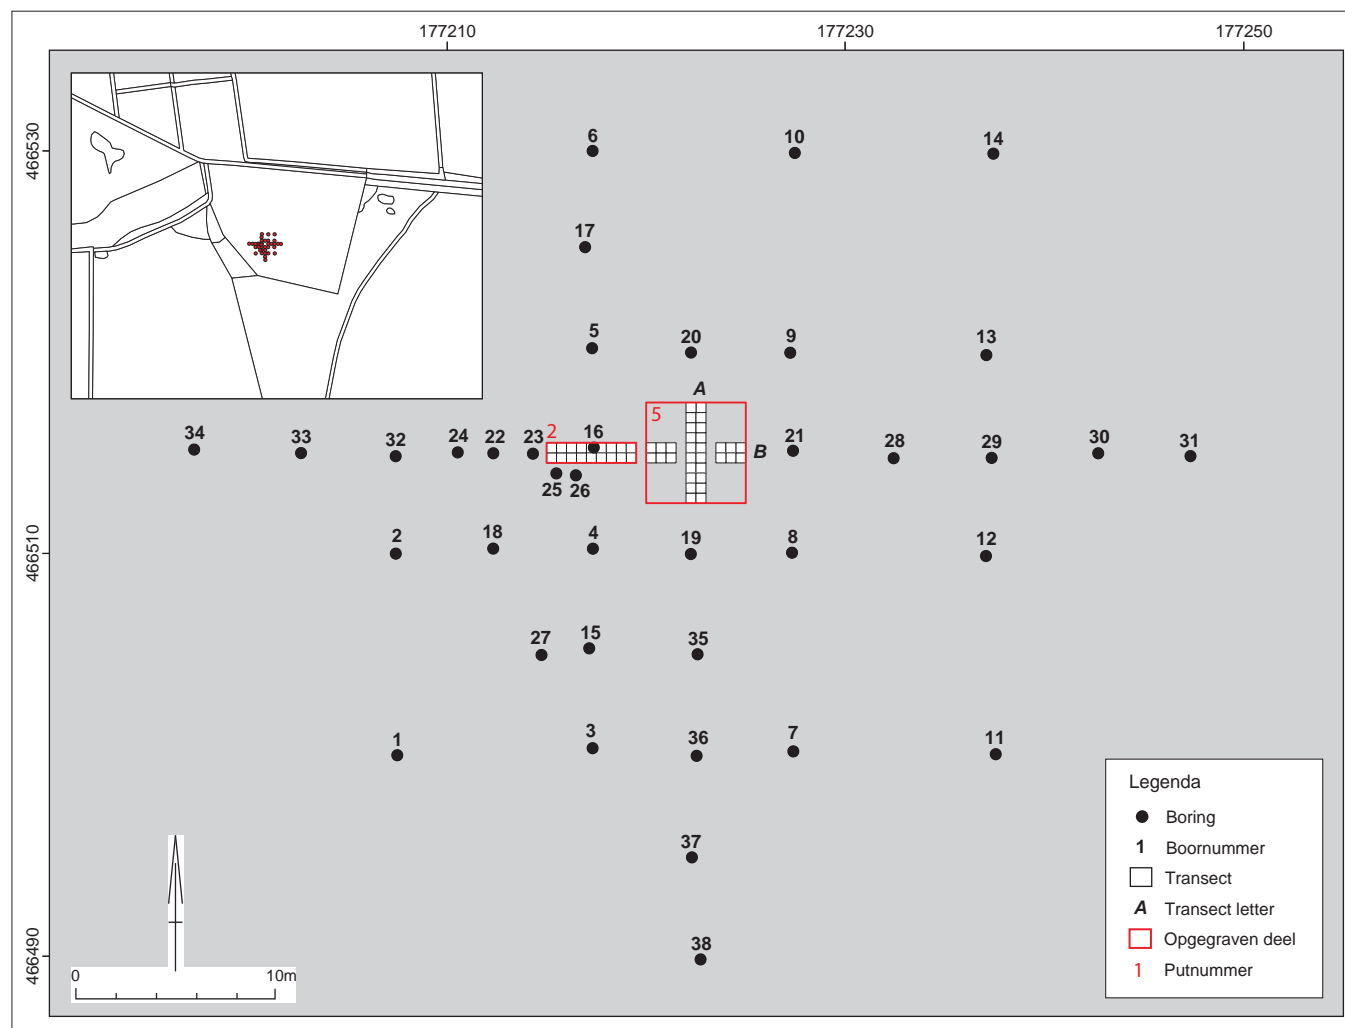 177210 177230 177250
466530
466510
466490
6 10 14
17
5 20 9 13
A
34 33 32 24 22 23 2 16 5 21 28 29 30 31
B
25 26
2 18 4 19 8 12
27 15 35
1 3 36 7 11
37
38
Legenda
Boring
1 Boornummer
Transect
A Transect letter
Opgegraven deel
1 Putnummer
0 10m